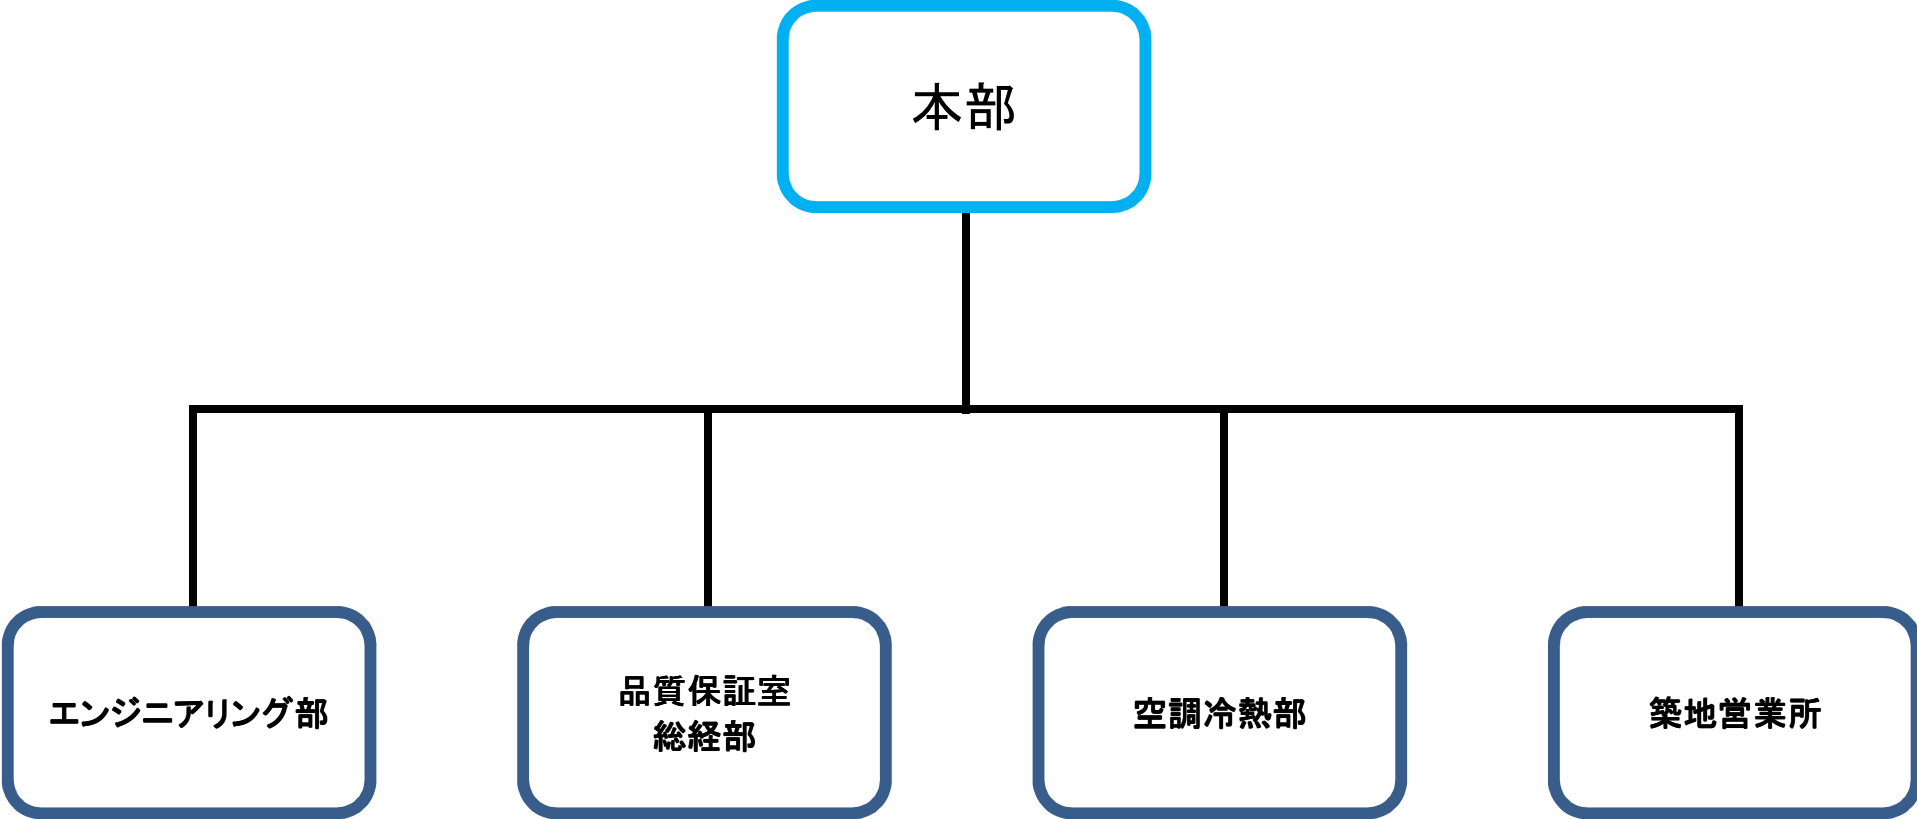 本部
エンジニアリング部
品質保証室
総経部
空調冷熱部
築地営業所